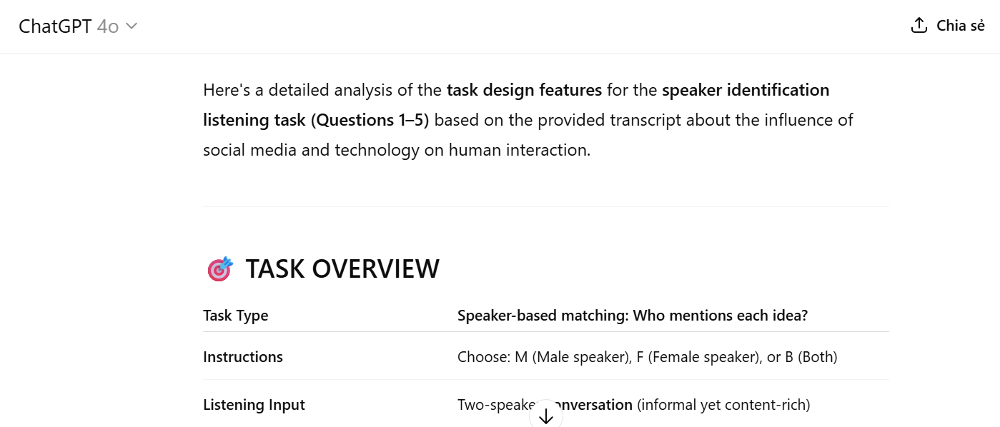 ChatGPT 4o
Chia sẻ
Here's a detailed analysis of the task design features for the speaker identification
listening task (Questions 1–5) based on the provided transcript about the influence of
social media and technology on human interaction.
TASK OVERVIEW
Task Type Speaker-based matching: Who mentions each idea?
Instructions Choose: M (Male speaker), F (Female speaker), or B (Both)
Listening Input Two-speaker conversation (informal yet content-rich)